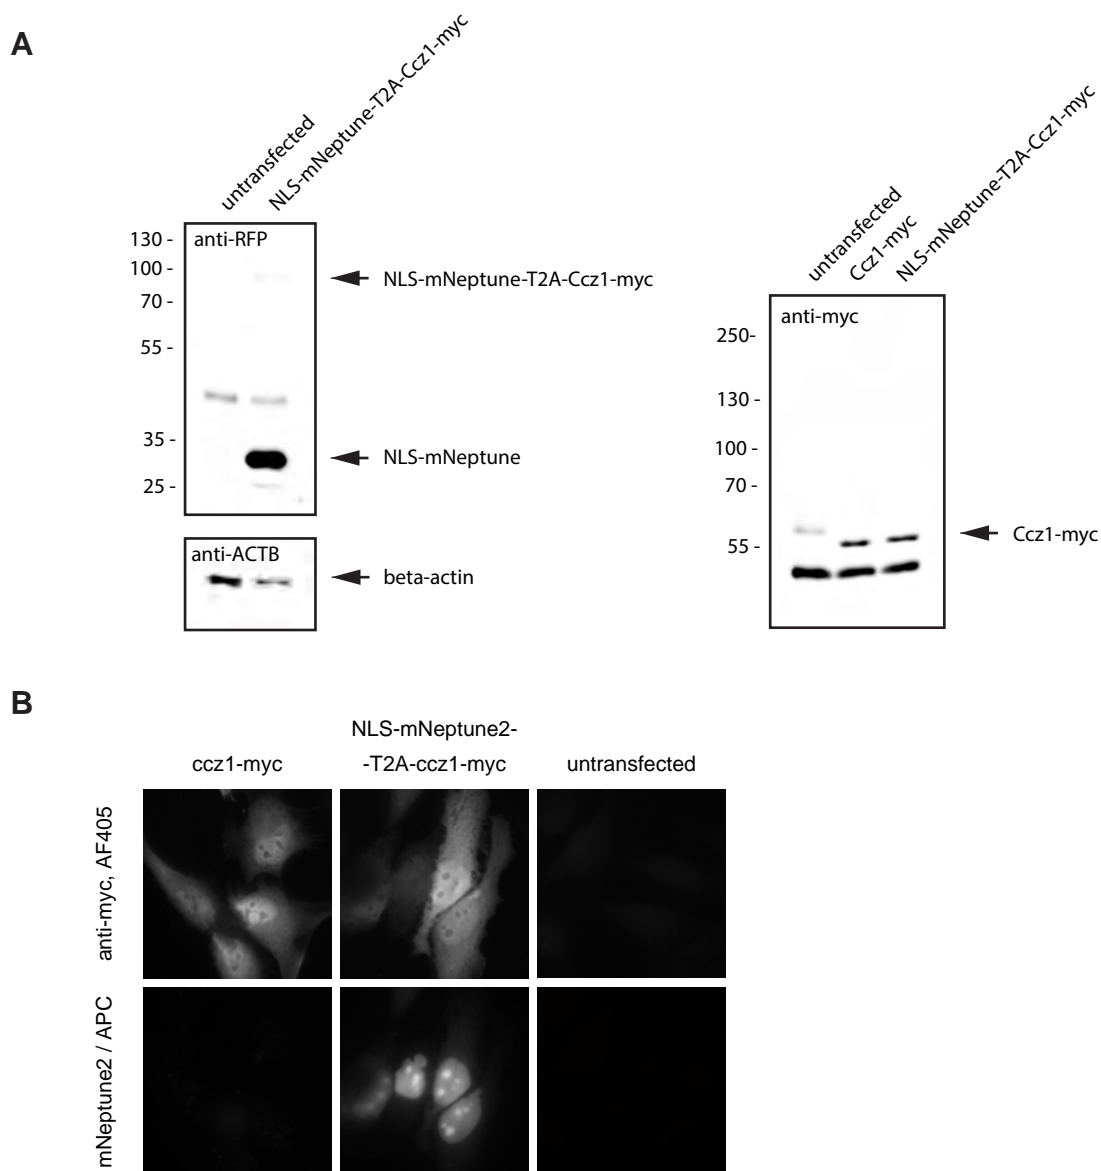 A
untransfected
NLS-mNeptune-T2A-Ccz1-myc
130 -
100 -
70 -
55 -
35 -
25 -
anti-RFP
NLS-mNeptune-T2A-Ccz1-myc
NLS-mNeptune
anti-ACTB
beta-actin
untransfected
Ccz1-myc
NLS-mNeptune-T2A-Ccz1-myc
250-
130 -
100 -
70 -
55 -
anti-myc
Ccz1-myc
B
ccz1-myc
NLS-mNeptune2-
-T2A-ccz1-myc
untransfected
anti-myc, AF405
mNeptune2 / APC